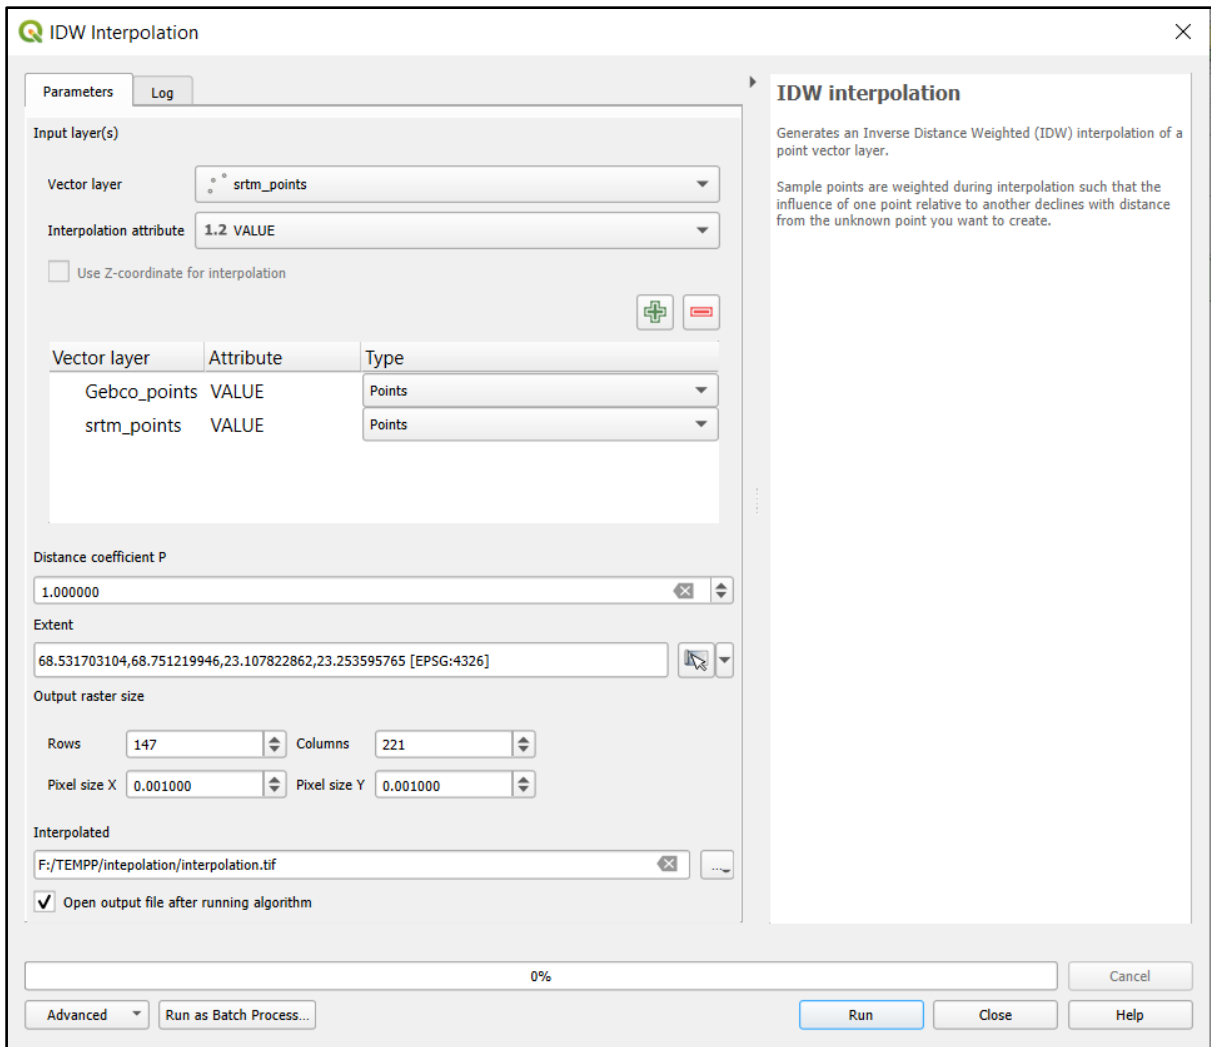 IDW Interpolation
Parameters
Log
Input layer(s)
Vector layer
srtm_points
Interpolation attribute
1.2 VALUE
Use Z-coordinate for interpolation
Vector layer Attribute Type
Gebco_points VALUE Points
srtm_points VALUE Points
Distance coefficient P
1.000000
Extent
68.531703104,68.751219946,23.107822862,23.253595765 [EPSG:4326]
Output raster size
Rows 147 Columns 221
Pixel size X 0.001000 Pixel size Y 0.001000
Interpolated
F:/TEMPP/intepolation/interpolation.tif
...
Open output file after running algorithm
IDW interpolation
Generates an Inverse Distance Weighted (IDW) interpolation of a
point vector layer.
Sample points are weighted during interpolation such that the
influence of one point relative to another declines with distance
from the unknown point you want to create.
0%
Cancel
Advanced
Run as Batch Process...
Run
Close
Help